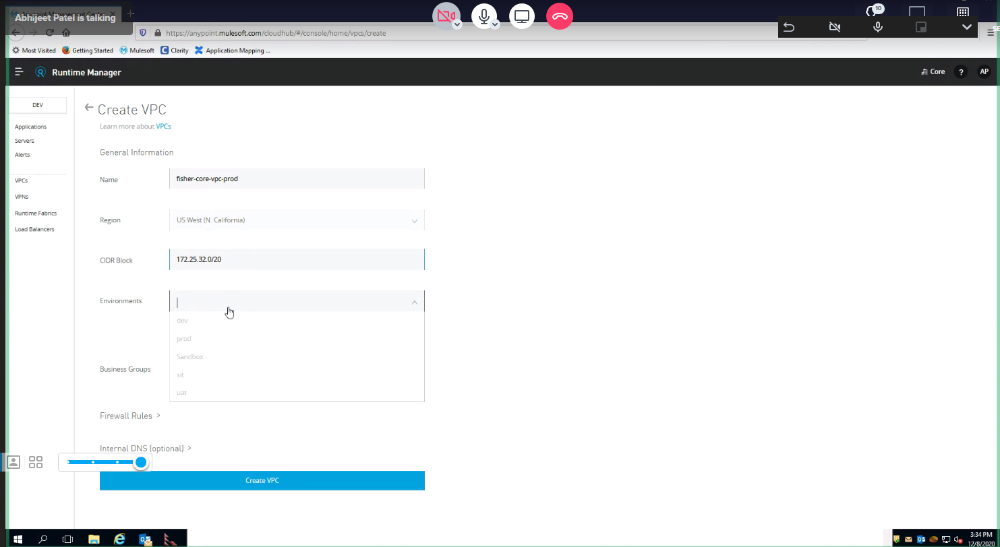 Abhijeet Patel is talking
10
https://anypoint.mulesoft.com/cloudhub/#/console/home/vpcs/create
Most Visited
Getting Started
Mulesoft
Clarity
Application Mapping ...
Runtime Manager
Core
?
AP
DEV
Applications
Servers
Alerts
VPCs
VPNs
Runtime Fabrics
Load Balancers
Create VPC
Learn more about VPCs
General Information
Name
fisher-core-vpc-prod
Region
US West (N. California)
CIDR Block
172.25.32.0/20
Environments
dev
prod
Sandbox
sit
uat
Business Groups
Firewall Rules >
Internal DNS (optional) >
Create VPC
3:34 PM
12/8/2020